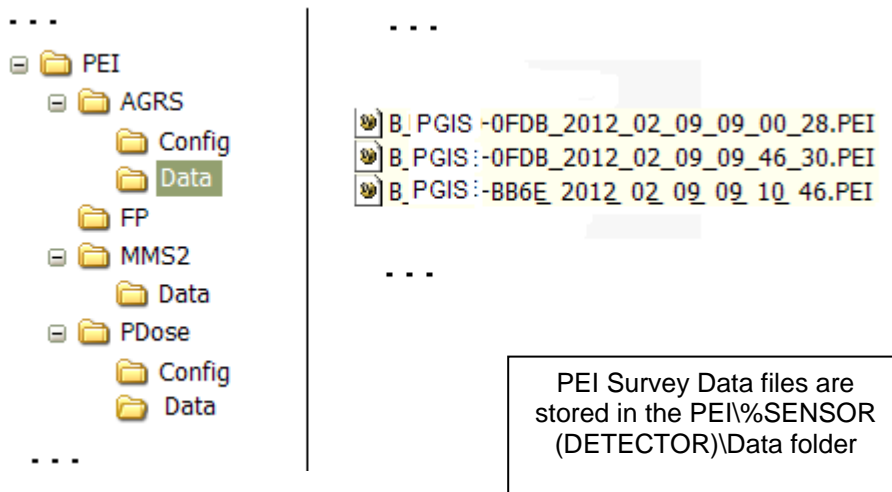 - - -
PEI
AGRS
Config
Data
FP
MMS2
Data
PDose
Config
Data
- - -
- - -
B_PGIS-0FDB_2012_02_09_09_00_28.PEI
B_PGIS:-0FDB_2012_02_09_09_46_30.PEI
B_PGIS:-BB6E_2012_02_09_09_10_46.PEI
- - -
PEI Survey Data files are
stored in the PEI\%SENSOR
(DETECTOR)\Data folder